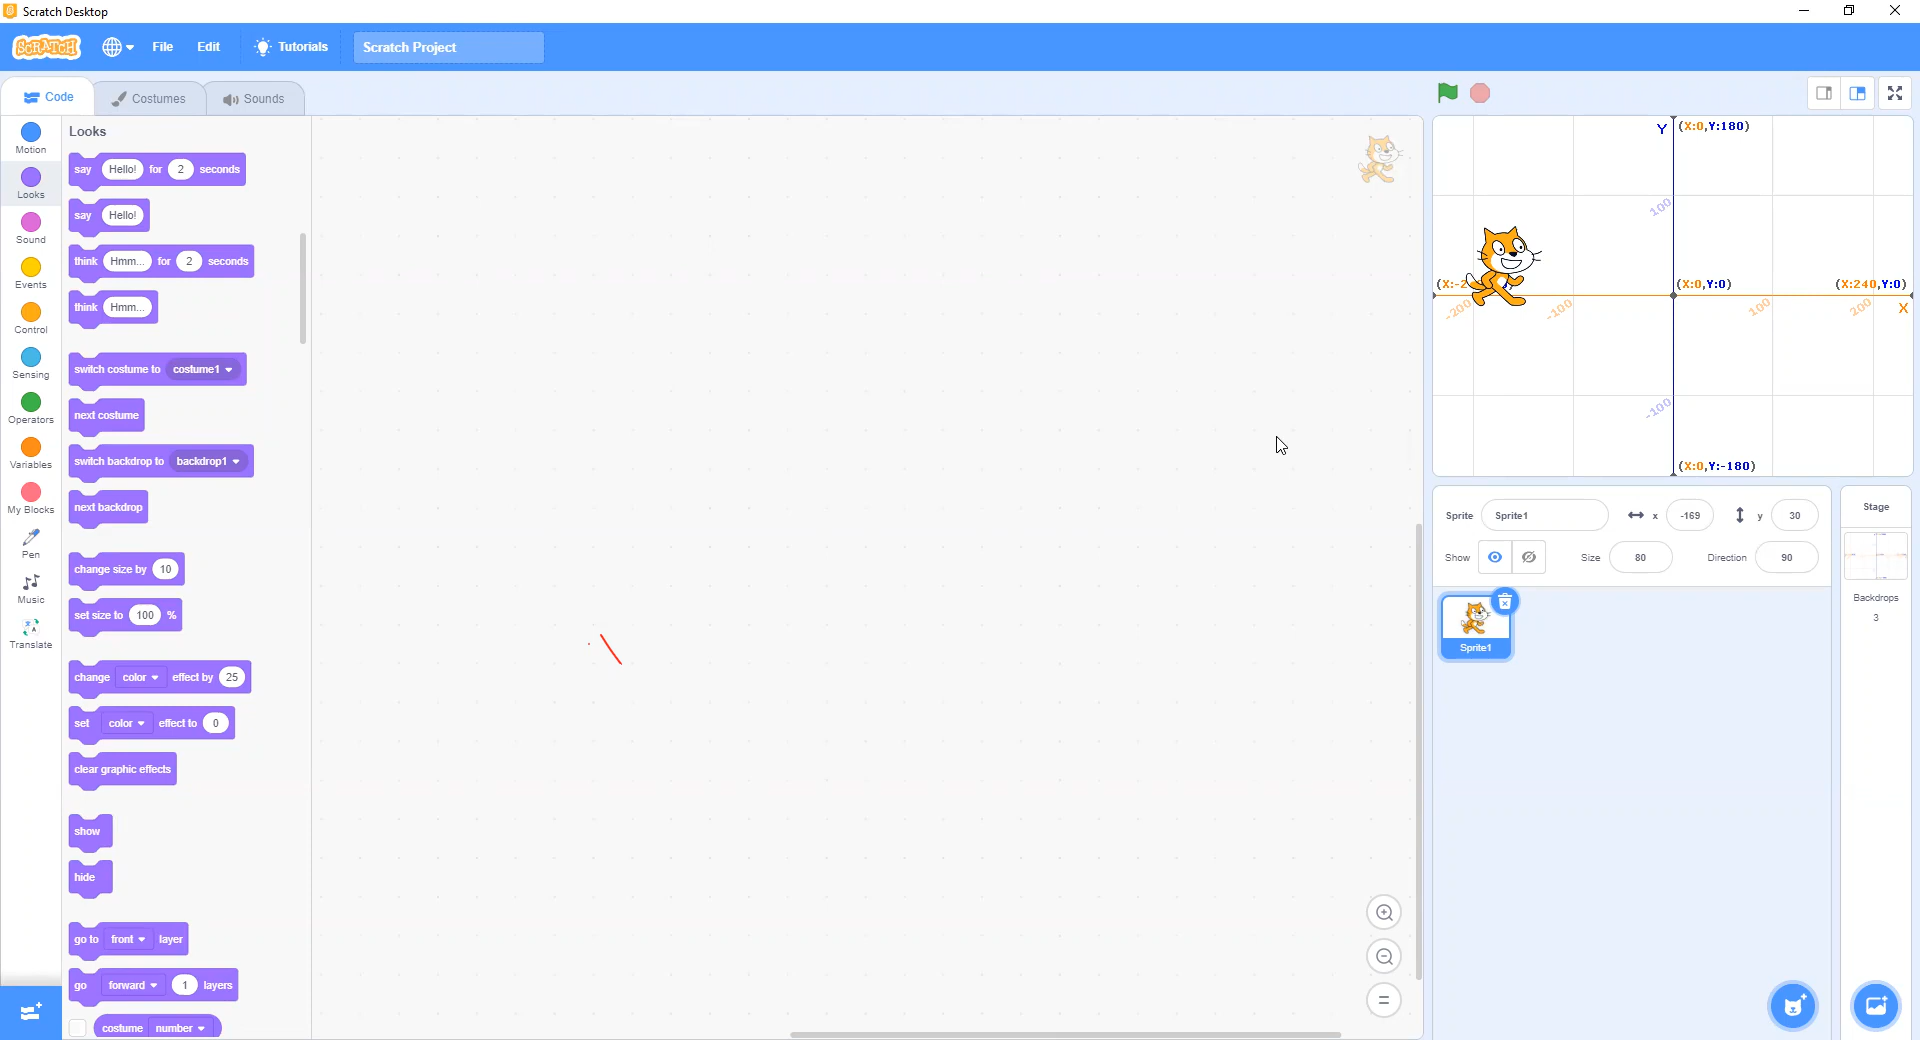 Scratch Desktop
SCRATCH
File
Edit
Tutorials
Scratch Project
Code
Costumes
Sounds
Motion
Looks
Sound
Events
Control
Sensing
Operators
Variables
My Blocks
Pen
Music
Translate
Looks
say Hello! for 2 seconds
say Hello!
think Hmm... for 2 seconds
think Hmm...
switch costume to costume1
next costume
switch backdrop to backdrop1
next backdrop
change size by 10
set size to 100 %
change color effect by 25
set color effect to 0
clear graphic effects
show
hide
go to front layer
go forward 1 layers
costume number
Y (X:0,Y:180)
100
(X:-2
(X:0,Y:0)
(X:240,Y:0)
-200
-100
100
200
X
-100
(X:0,Y:-180)
Sprite Sprite1 x -169 y 30
Show Size 80 Direction 90
Sprite1
Stage
Backdrops
3